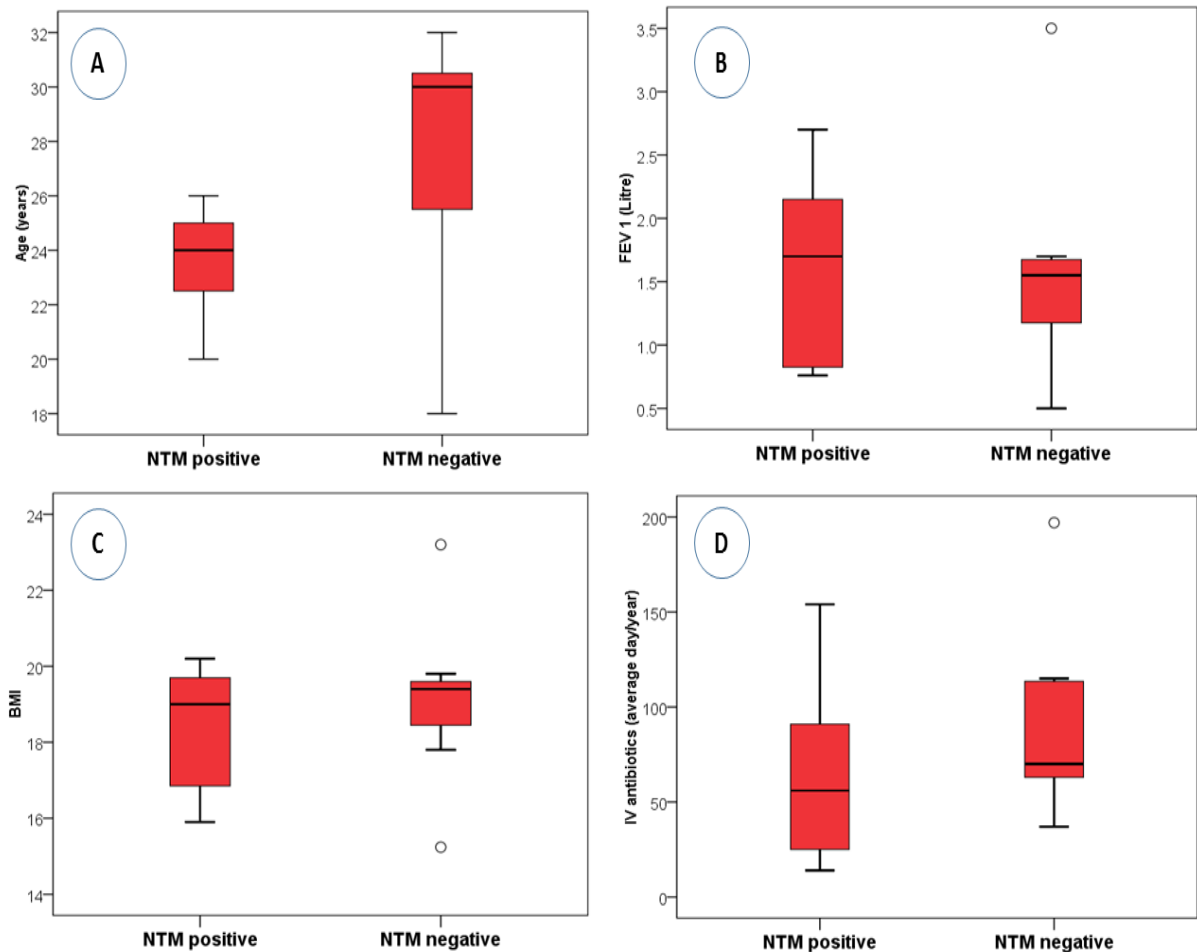 A
Age (years)
32
30
28
26
24
22
20
18
NTM positive NTM negative
B
FEV 1 (Litre)
3.5
3.0
2.5
2.0
1.5
1.0
0.5
NTM positive NTM negative
C
BMI
24
22
20
18
16
14
NTM positive NTM negative
D
IV antibiotics (average day/year)
200
150
100
50
0
NTM positive NTM negative